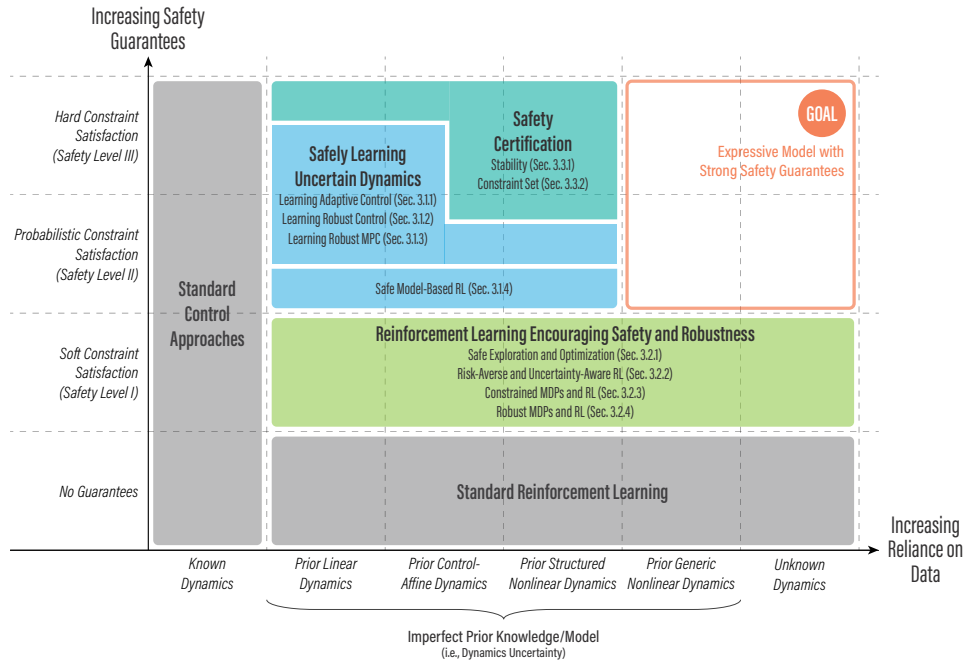 Increasing Safety
Guarantees
Hard Constraint
Satisfaction
(Safety Level III)
Probabilistic Constraint
Satisfaction
(Safety Level II)
Soft Constraint
Satisfaction
(Safety Level I)
No Guarantees
Standard
Control
Approaches
Safely Learning
Uncertain Dynamics
Learning Adaptive Control (Sec. 3.1.1)
Learning Robust Control (Sec. 3.1.2)
Learning Robust MPC (Sec. 3.1.3)
Safety
Certification
Stability (Sec. 3.3.1)
Constraint Set (Sec. 3.3.2)
GOAL
Expressive Model with
Strong Safety Guarantees
Safe Model-Based RL (Sec. 3.1.4)
Reinforcement Learning Encouraging Safety and Robustness
Safe Exploration and Optimization (Sec. 3.2.1)
Risk-Averse and Uncertainty-Aware RL (Sec. 3.2.2)
Constrained MDPs and RL (Sec. 3.2.3)
Robust MDPs and RL (Sec. 3.2.4)
Standard Reinforcement Learning
Increasing
Reliance on
Data
Known
Dynamics
Prior Linear
Dynamics
Prior Control-
Affine Dynamics
Prior Structured
Nonlinear Dynamics
Prior Generic
Nonlinear Dynamics
Unknown
Dynamics
Imperfect Prior Knowledge/Model
(i.e., Dynamics Uncertainty)